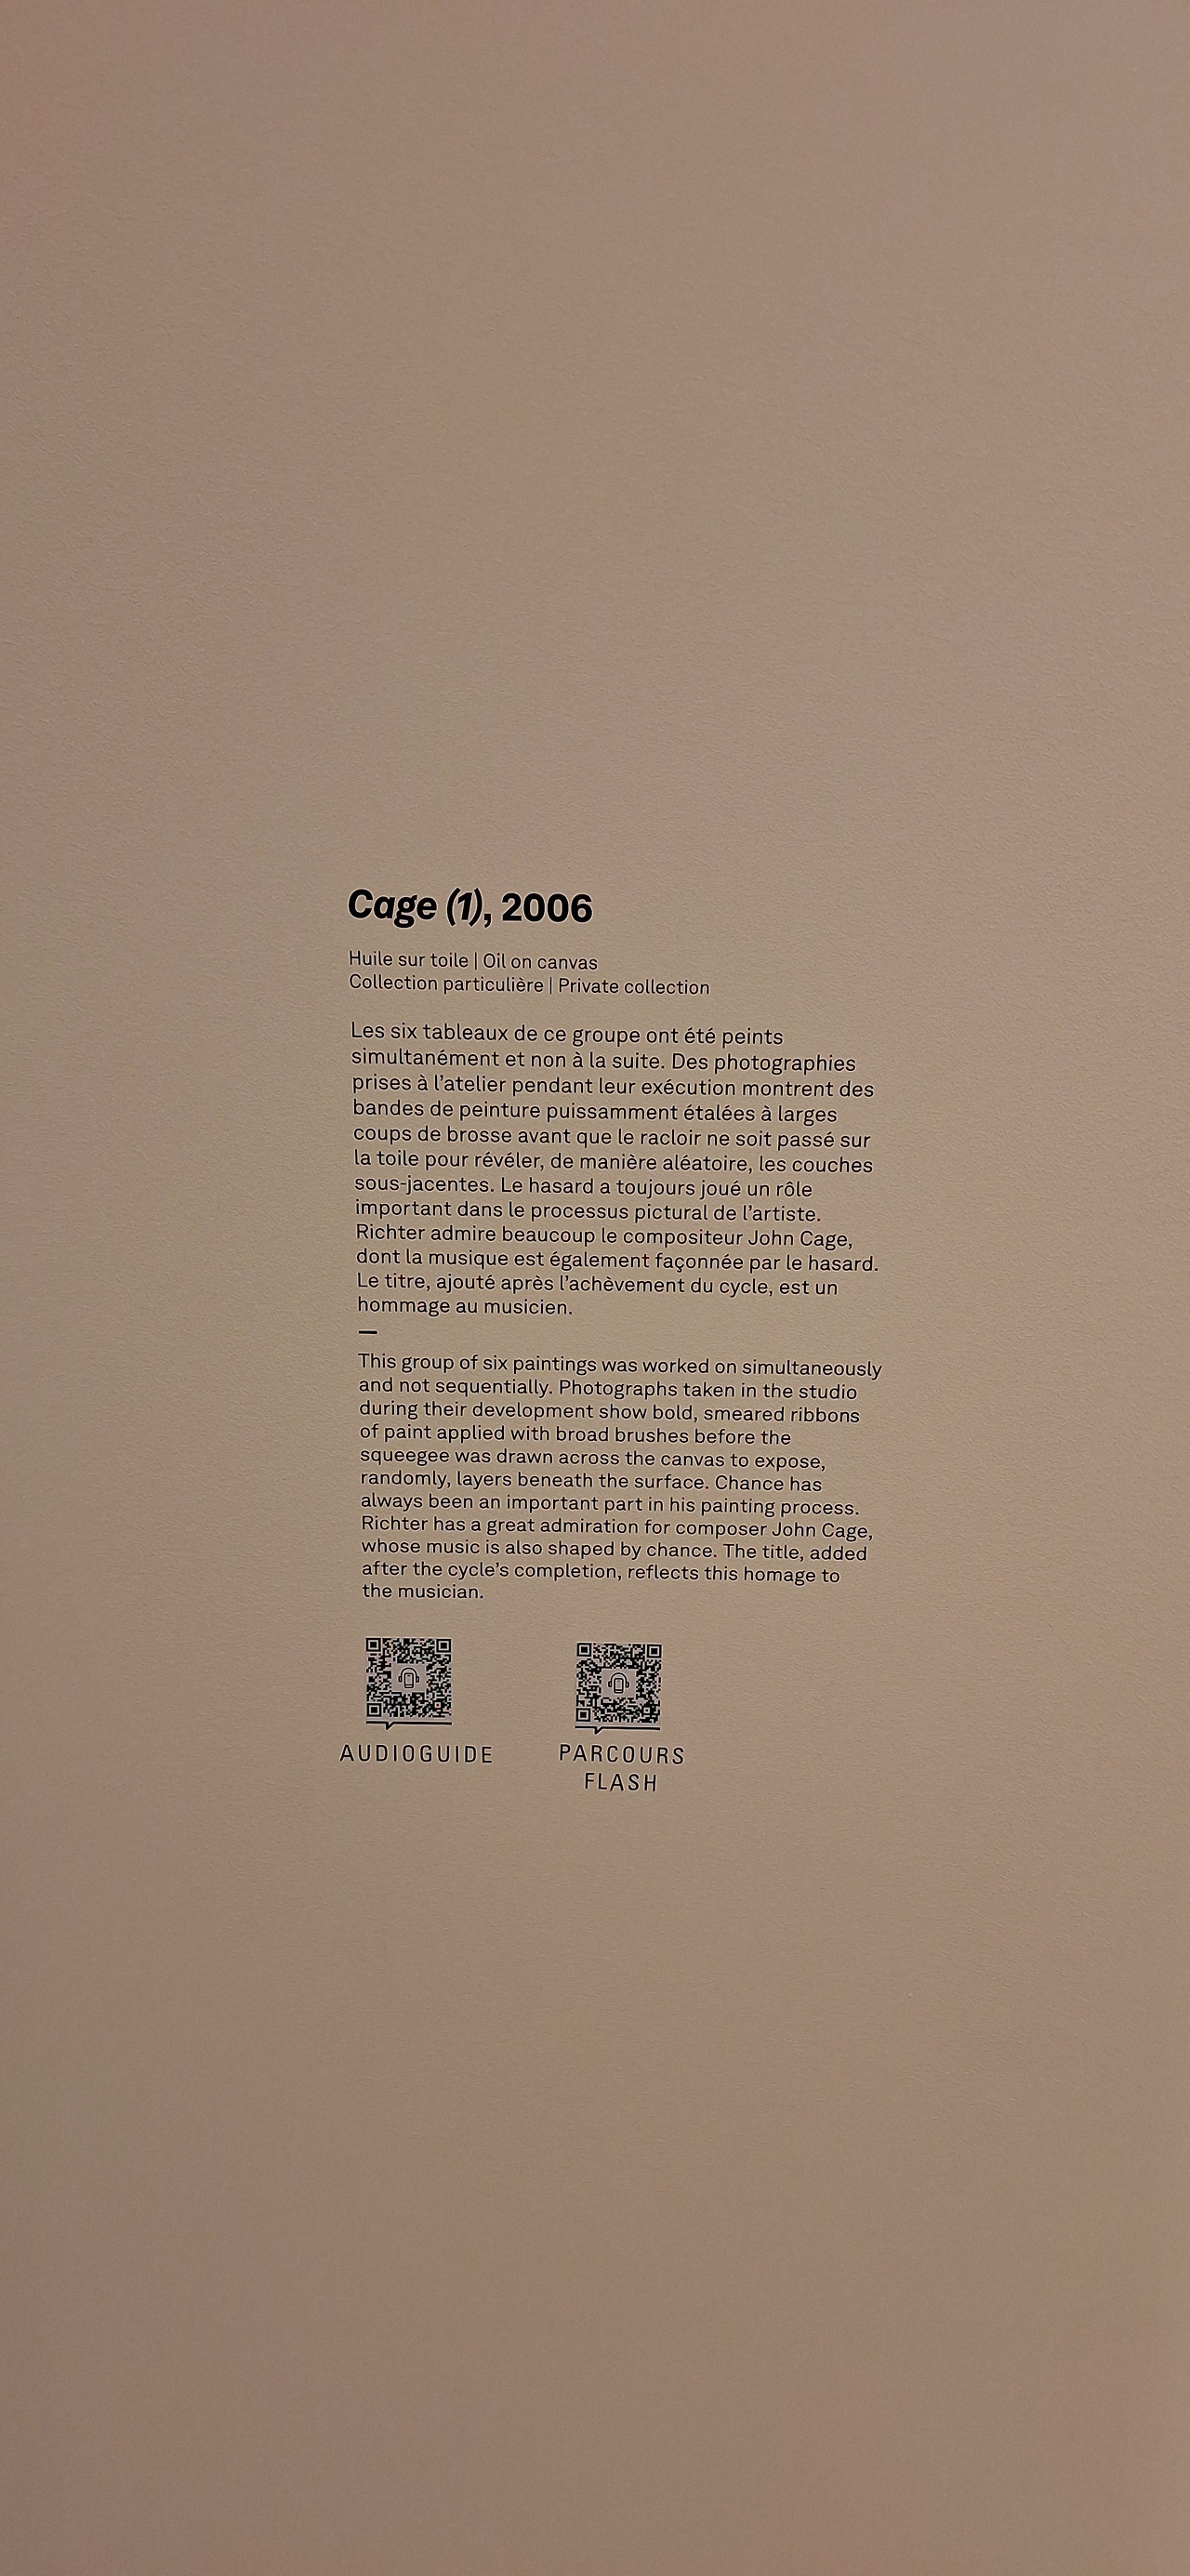 Cage (1), 2006
Huile sur toile | Oil on canvas
Collection particulière | Private collection
Les six tableaux de ce groupe ont été peints
simultanément et non à la suite. Des photographies
prises à l’atelier pendant leur exécution montrent des
bandes de peinture puissamment étalées à larges
coups de brosse avant que le racloir ne soit passé sur
la toile pour révéler, de manière aléatoire, les couches
sous-jacentes. Le hasard a toujours joué un rôle
important dans le processus pictural de l’artiste.
Richter admire beaucoup le compositeur John Cage,
dont la musique est également façonnée par le hasard.
Le titre, ajouté après l’achèvement du cycle, est un
hommage au musicien.
—
This group of six paintings was worked on simultaneously
and not sequentially. Photographs taken in the studio
during their development show bold, smeared ribbons
of paint applied with broad brushes before the
squeegee was drawn across the canvas to expose,
randomly, layers beneath the surface. Chance has
always been an important part in his painting process.
Richter has a great admiration for composer John Cage,
whose music is also shaped by chance. The title, added
after the cycle’s completion, reflects this homage to
the musician.
AUDIOGUIDE
PARCOURS
FLASH